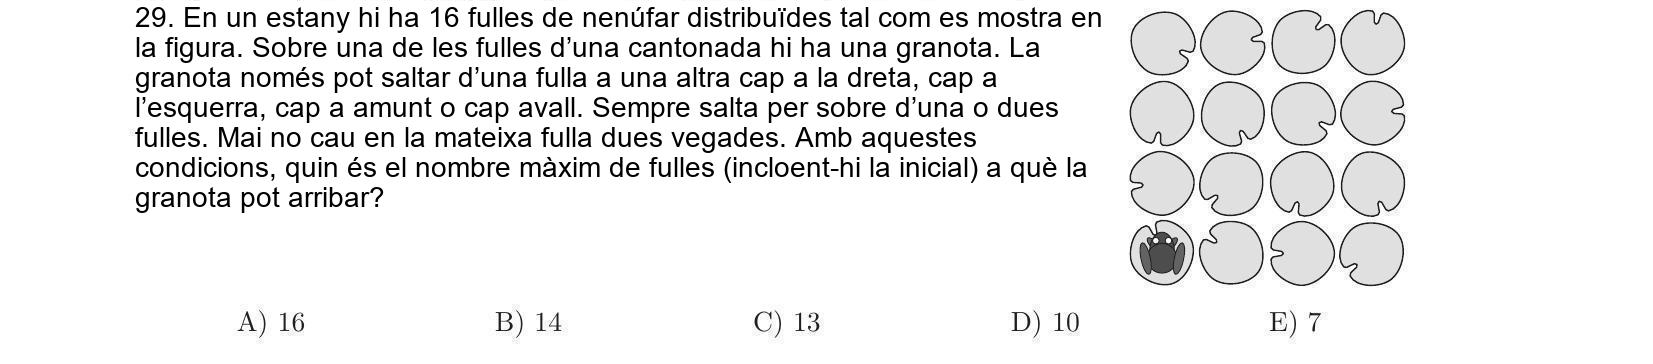 29. En un estany hi ha 16 fulles de nenúfar distribuïdes tal com es mostra en
la figura. Sobre una de les fulles d’una cantonada hi ha una granota. La
granota només pot saltar d’una fulla a una altra cap a la dreta, cap a
l’esquerra, cap a amunt o cap avall. Sempre salta per sobre d’una o dues
fulles. Mai no cau en la mateixa fulla dues vegades. Amb aquestes
condicions, quin és el nombre màxim de fulles (incloent-hi la inicial) a què la
granota pot arribar?
A) 16 B) 14 C) 13 D) 10 E) 7